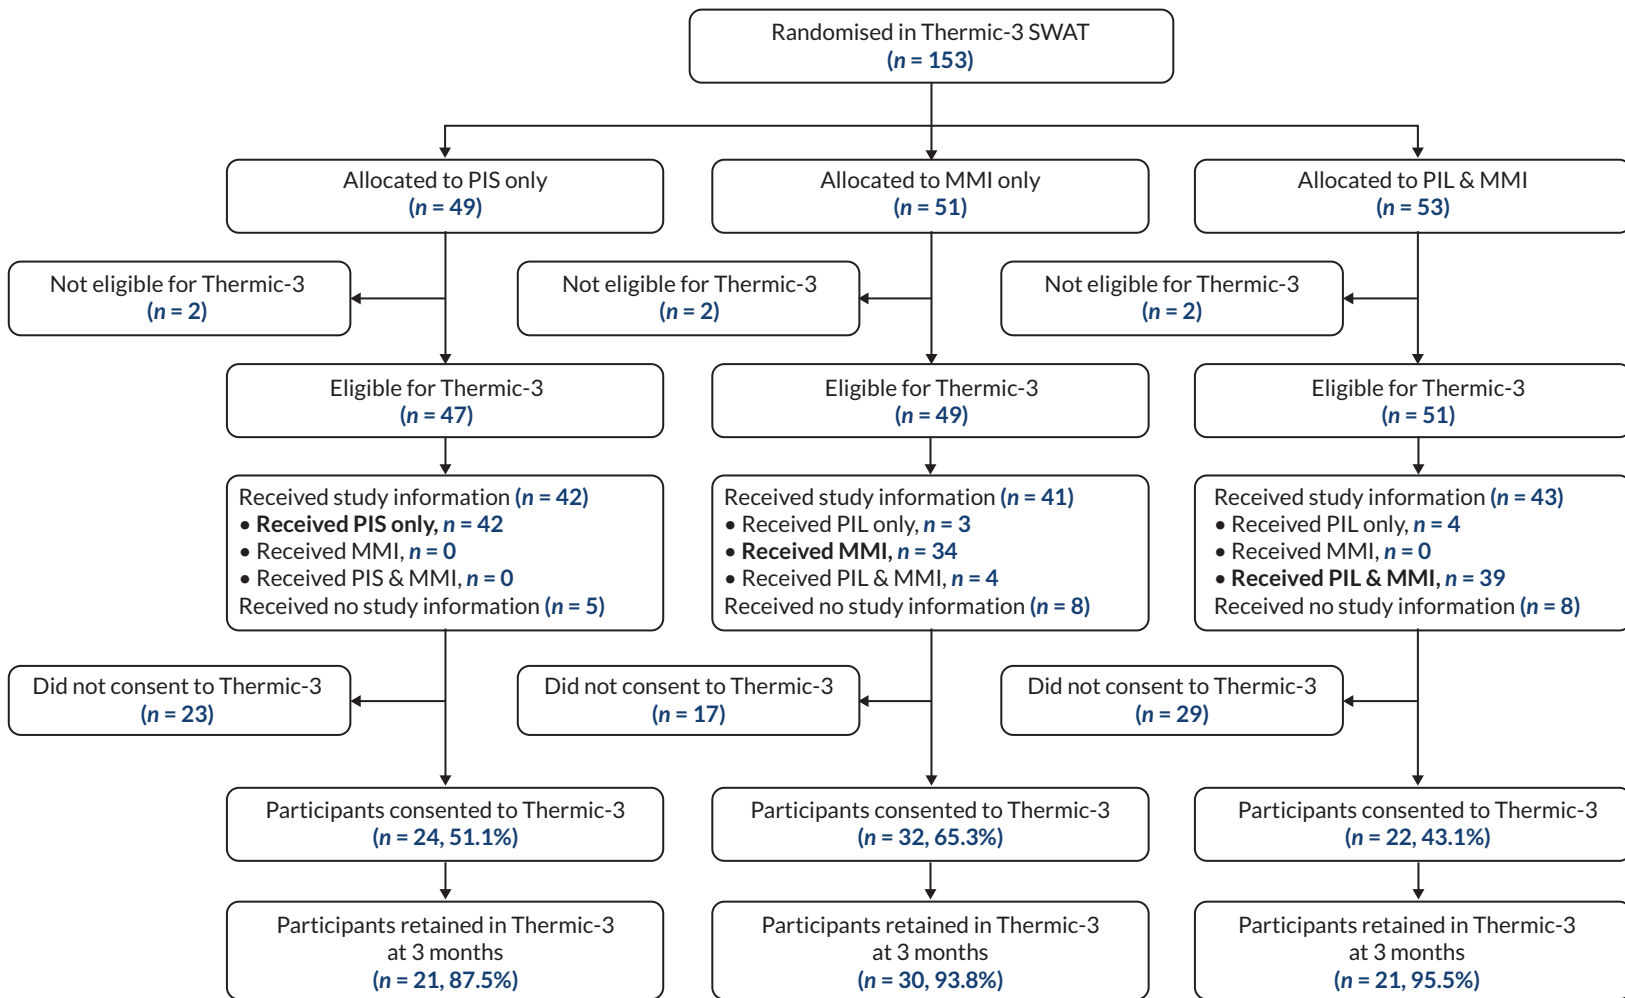 Randomised in Thermic-3 SWAT
(n = 153)
Allocated to PIS only
(n = 49)
Allocated to MMI only
(n = 51)
Allocated to PIL & MMI
(n = 53)
Not eligible for Thermic-3
(n = 2)
Not eligible for Thermic-3
(n = 2)
Not eligible for Thermic-3
(n = 2)
Eligible for Thermic-3
(n = 47)
Eligible for Thermic-3
(n = 49)
Eligible for Thermic-3
(n = 51)
Received study information (n = 42)
• Received PIS only, n = 42
• Received MMI, n = 0
• Received PIS & MMI, n = 0
Received no study information (n = 5)
Received study information (n = 41)
• Received PIL only, n = 3
• Received MMI, n = 34
• Received PIL & MMI, n = 4
Received no study information (n = 8)
Received study information (n = 43)
• Received PIL only, n = 4
• Received MMI, n = 0
• Received PIL & MMI, n = 39
Received no study information (n = 8)
Did not consent to Thermic-3
(n = 23)
Did not consent to Thermic-3
(n = 17)
Did not consent to Thermic-3
(n = 29)
Participants consented to Thermic-3
(n = 24, 51.1%)
Participants consented to Thermic-3
(n = 32, 65.3%)
Participants consented to Thermic-3
(n = 22, 43.1%)
Participants retained in Thermic-3
at 3 months
(n = 21, 87.5%)
Participants retained in Thermic-3
at 3 months
(n = 30, 93.8%)
Participants retained in Thermic-3
at 3 months
(n = 21, 95.5%)